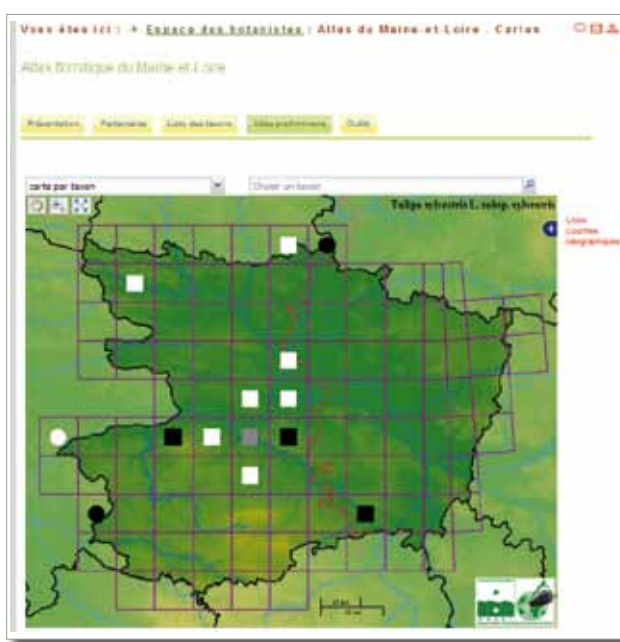 Vous êtes ici : → Espace des botanistes : Atlas du Maine-et-Loire - Cartes
Atlas floristique du Maine-et-Loire
Présentation Partenaires Liste des taxons Atlas préliminaire Outils
carte par taxon Choisir un taxon
Tulipa sylvestris L. subsp. sylvestris
Liste
couches
géographiques